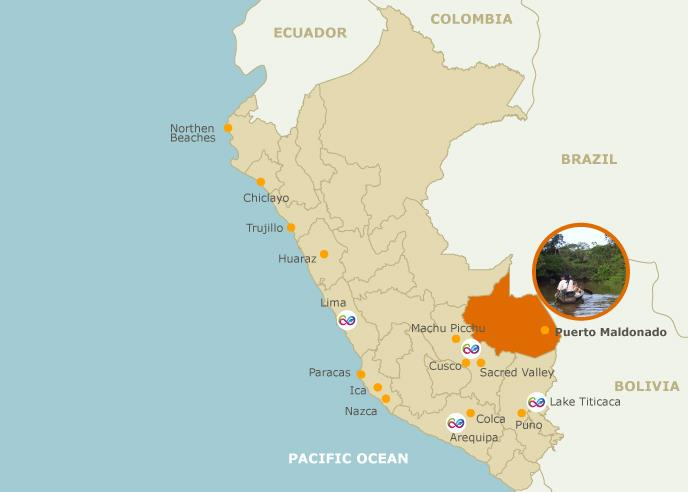 COLOMBIA
ECUADOR
Northen
Beaches
BRAZIL
Chiclayo
Trujillo
Huaraz
Lima
Machu Picchu
Puerto Maldonado
Cusco
Sacred Valley
Paracas
Ica
BOLIVIA
Nazca
Lake Titicaca
Colca
Puno
Arequipa
PACIFIC OCEAN